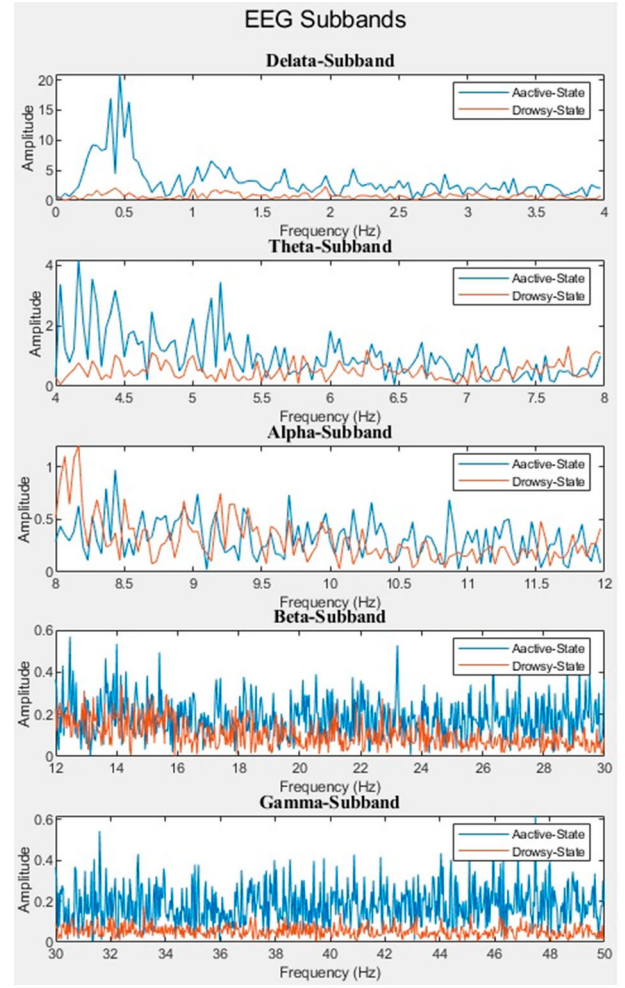 EEG Subbands
Delata-Subband
Amplitude
20
15
10
5
0
Aactive-State
Drowsy-State
0 0.5 1 1.5 2 2.5 3 3.5 4
Frequency (Hz)
Theta-Subband
Amplitude
4
2
0
Aactive-State
Drowsy-State
4 4.5 5 5.5 6 6.5 7 7.5 8
Frequency (Hz)
Alpha-Subband
Amplitude
1
0.5
0
Aactive-State
Drowsy-State
8 8.5 9 9.5 10 10.5 11 11.5 12
Frequency (Hz)
Beta-Subband
Amplitude
0.6
0.4
0.2
0
Aactive-State
Drowsy-State
12 14 16 18 20 22 24 26 28 30
Frequency (Hz)
Gamma-Subband
Amplitude
0.6
0.4
0.2
0
Aactive-State
Drowsy-State
30 32 34 36 38 40 42 44 46 48 50
Frequency (Hz)